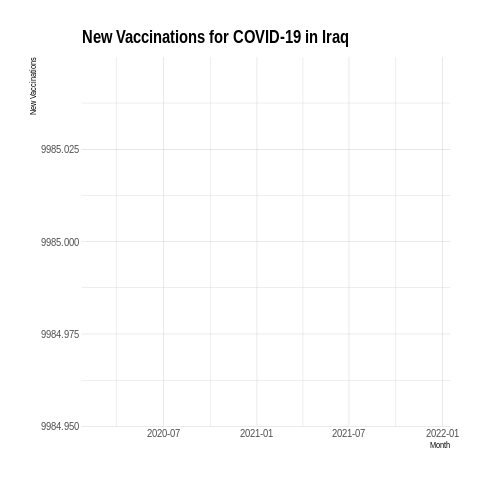 New Vaccinations for COVID-19 in Iraq
New Vaccinations
9985.025
9985.000
9984.975
9984.950
2020-07 2021-01 2021-07 2022-01
Month